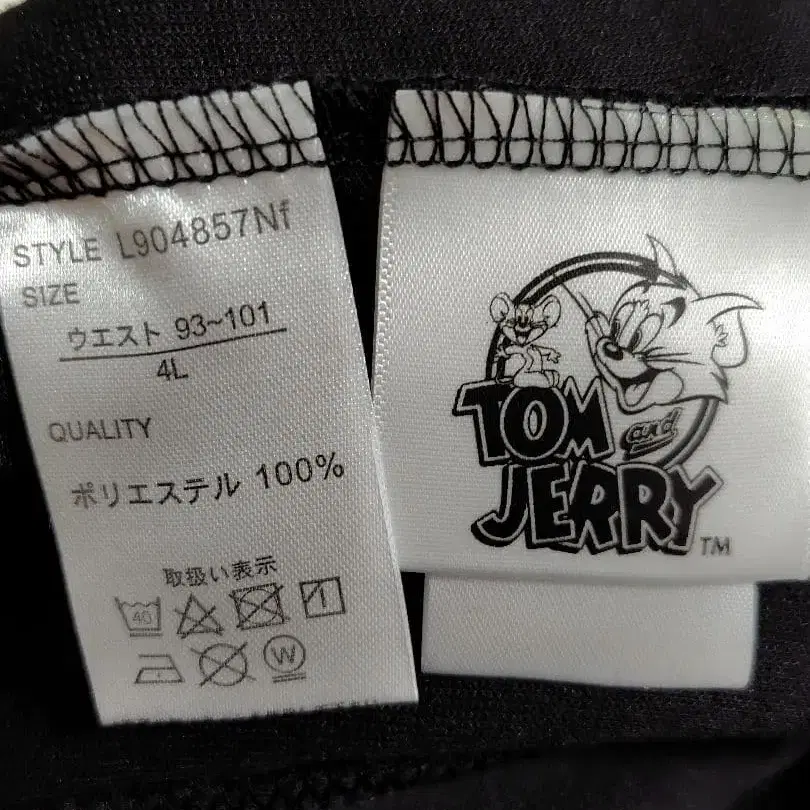 STYLE L904857Nf
SIZE
ウエスト 93~101
4L
QUALITY
ポリエステル 100%
取扱い表示
40
W
TOM and
JERRY TM